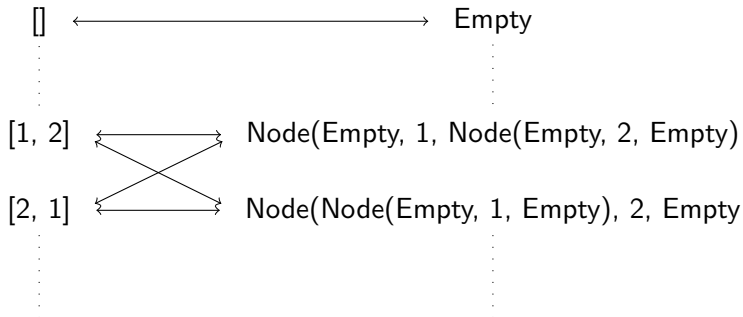 [] Empty
[1, 2] Node(Empty, 1, Node(Empty, 2, Empty)
[2, 1] Node(Node(Empty, 1, Empty), 2, Empty